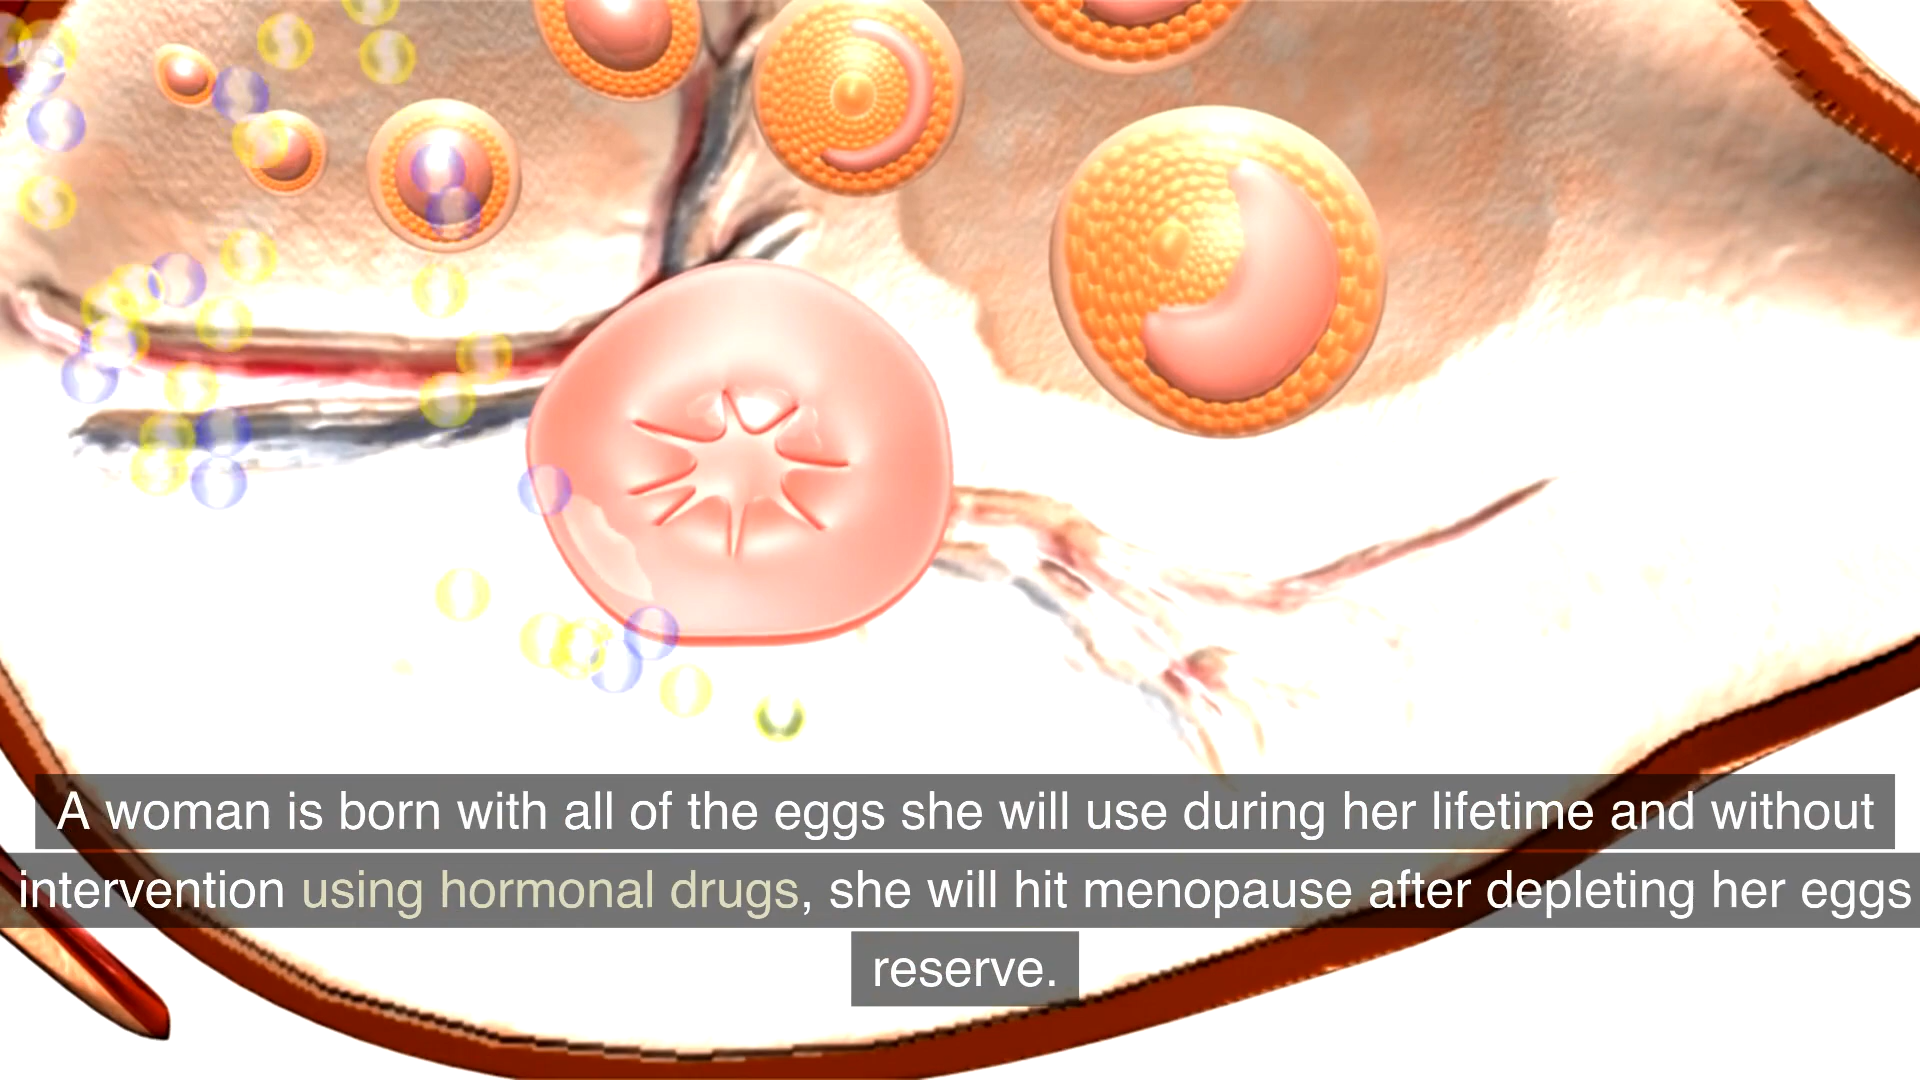 A woman is born with all of the eggs she will use during her lifetime and without
intervention using hormonal drugs, she will hit menopause after depleting her eggs
reserve.